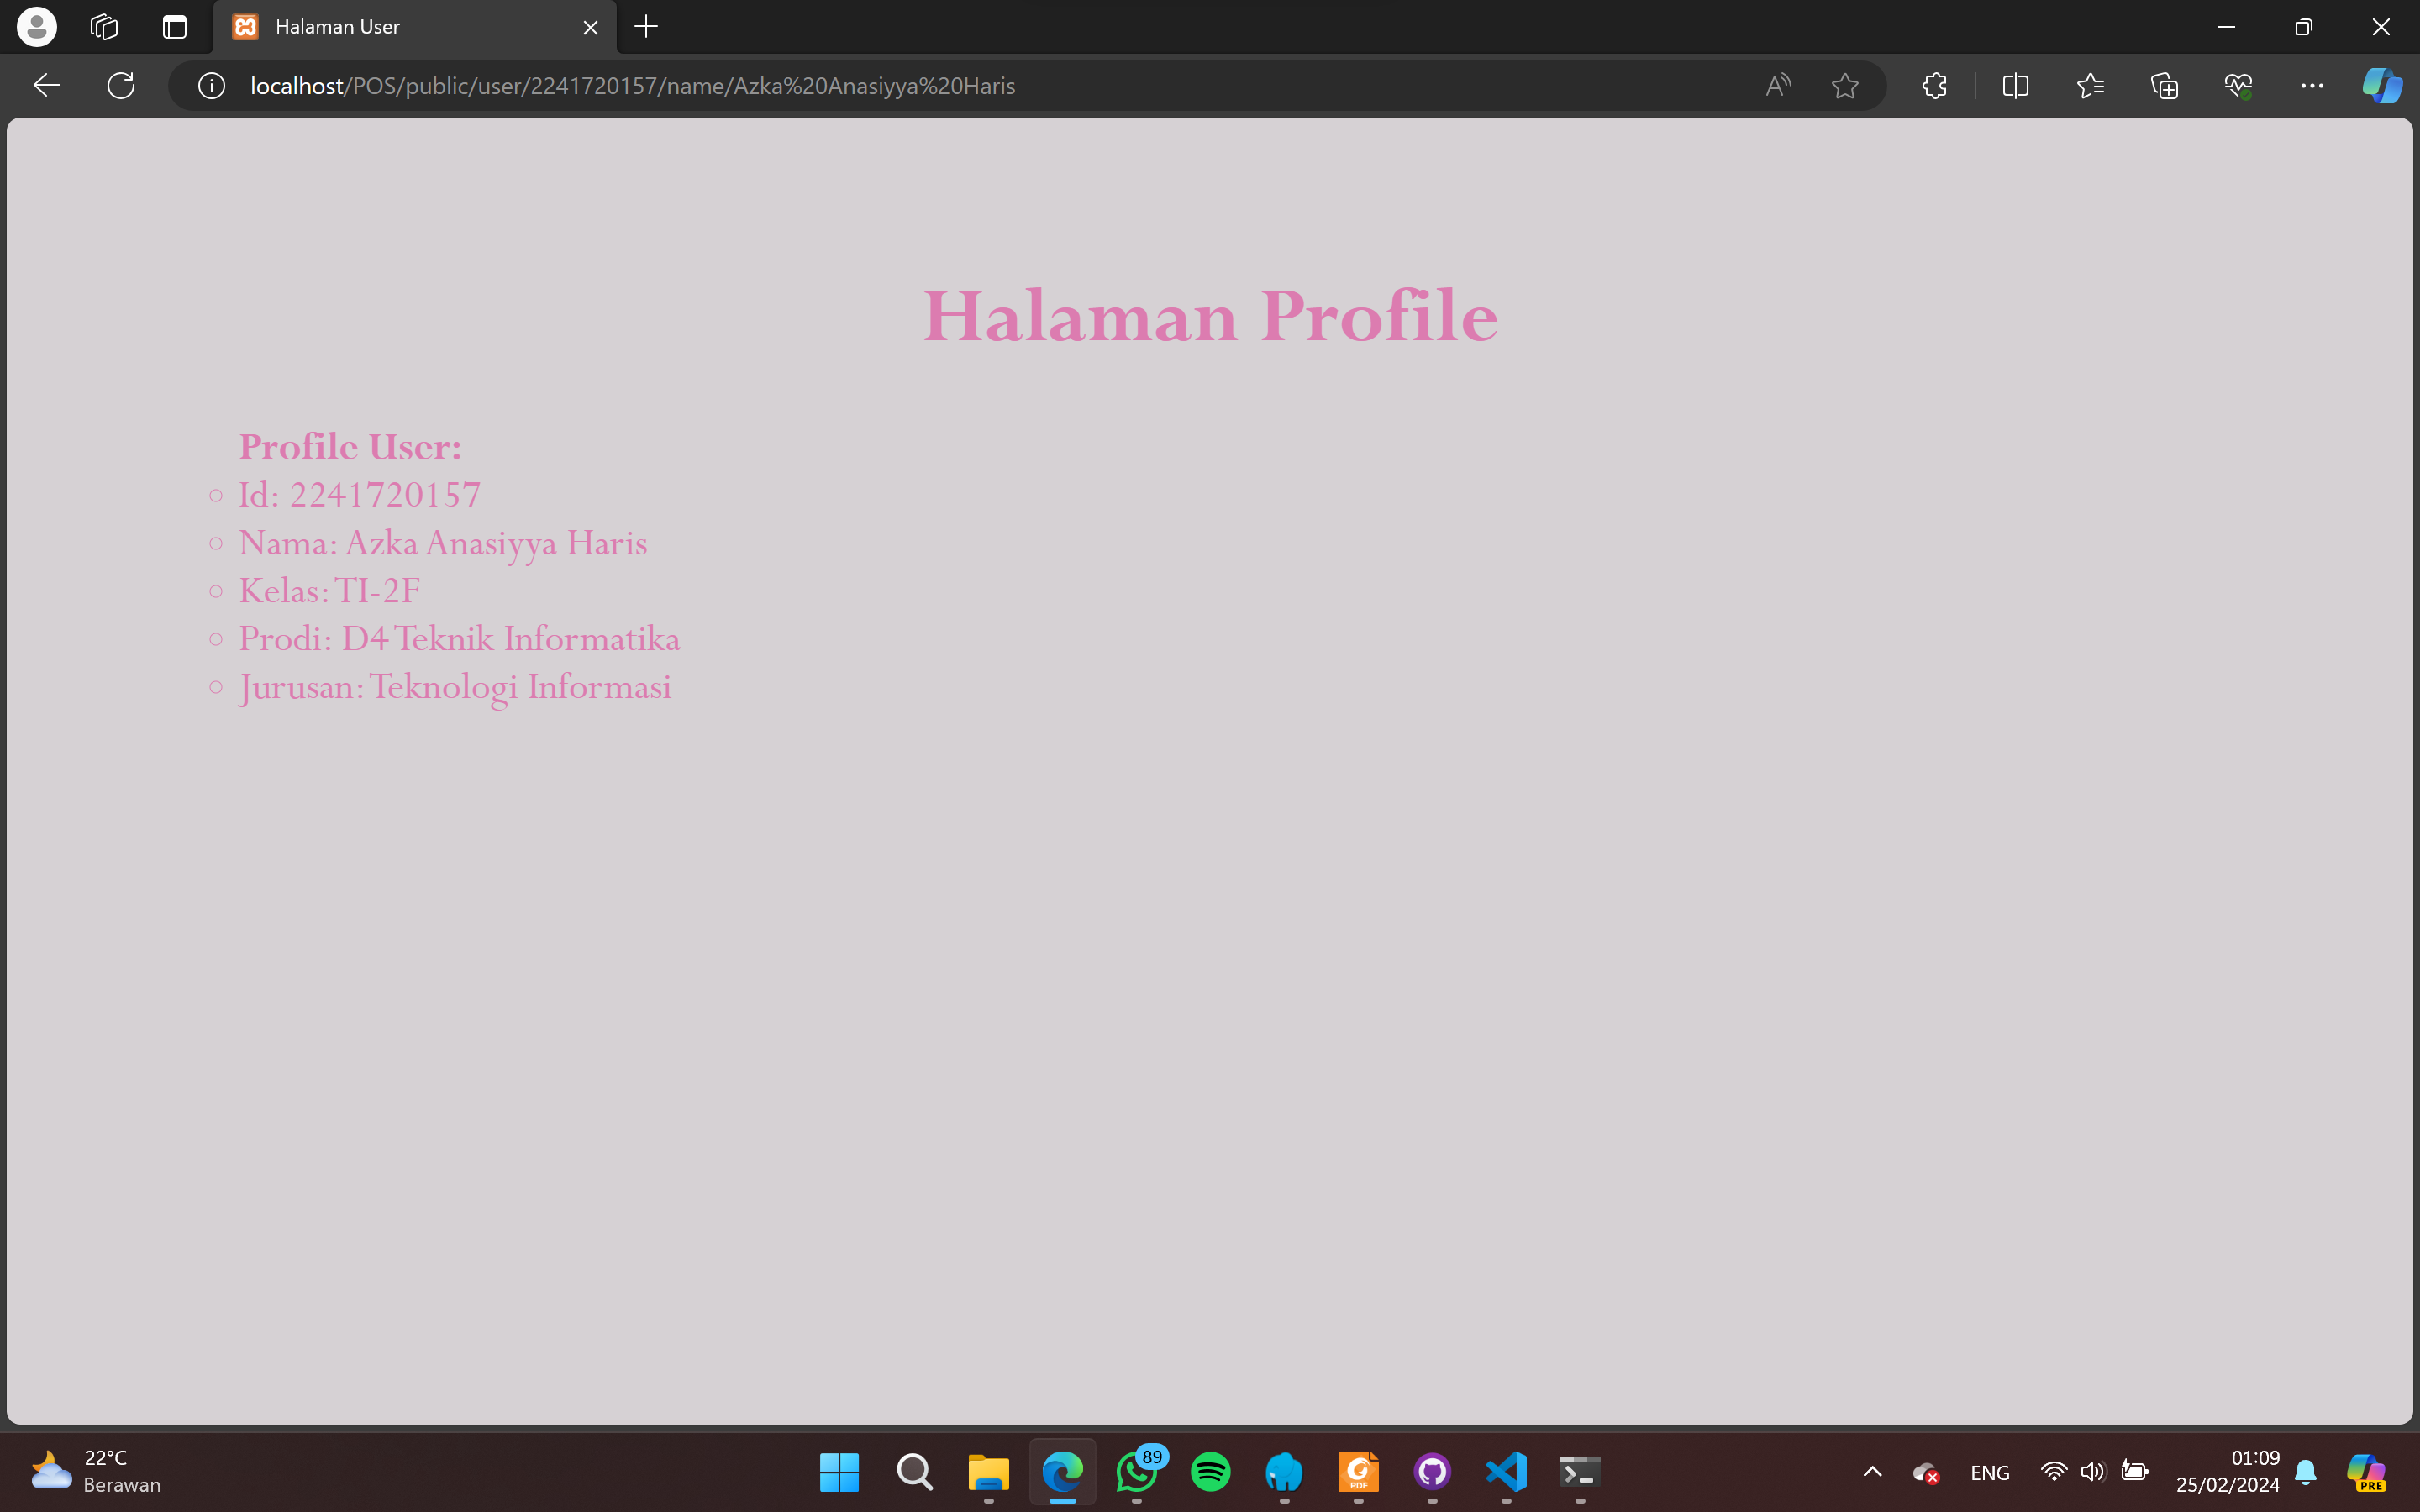 Halaman User
localhost/POS/public/user/2241720157/name/Azka%20Anasiyya%20Haris
Halaman Profile
Profile User:
Id: 2241720157
Nama: Azka Anasiyya Haris
Kelas: TI-2F
Prodi: D4 Teknik Informatika
Jurusan: Teknologi Informasi
22°C
Berawan
89
PDF
ENG
01:09
25/02/2024
PRE